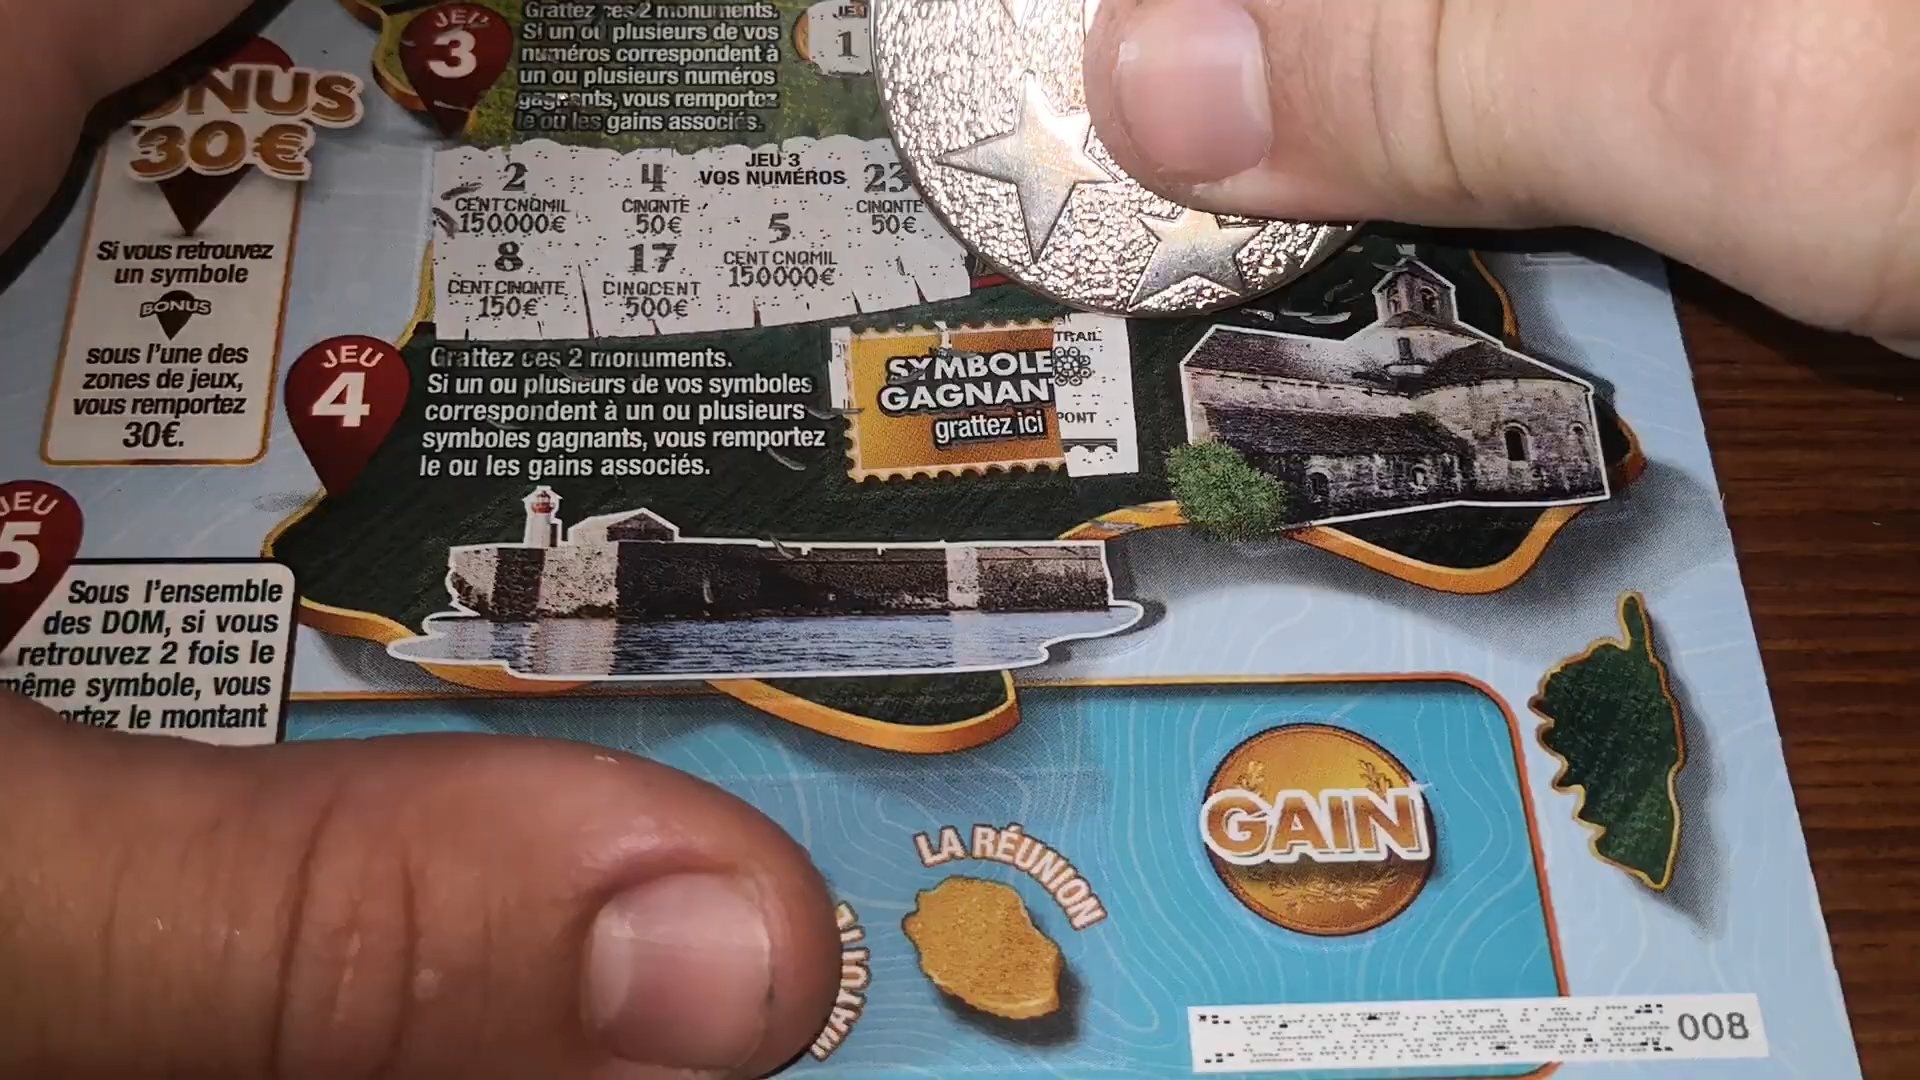 BONUS
30€
Si vous retrouvez
un symbole
BONUS
sous l'une des
zones de jeux,
vous remportez
30€.
JEU
3
Grattez ces 2 monuments.
Si un ou plusieurs de vos
numéros correspondent à
un ou plusieurs numéros
gagnants, vous remportez
le ou les gains associés.
1
JEU 3
VOS NUMÉROS
2
CENTCNQMIL
150000€
4
CINQNTE
50€
5
CENTCNQMIL
150000€
23
CINQNTE
50€
8
CENTCINQNTE
150€
17
CINQCENT
500€
JEU
4
Grattez ces 2 monuments.
Si un ou plusieurs de vos symboles
correspondent à un ou plusieurs
symboles gagnants, vous remportez
le ou les gains associés.
SYMBOLE
GAGNANT
grattez ici
PONT
JEU
5
Sous l'ensemble
des DOM, si vous
retrouvez 2 fois le
même symbole, vous
le montant
LA RÉUNION
GAIN
008